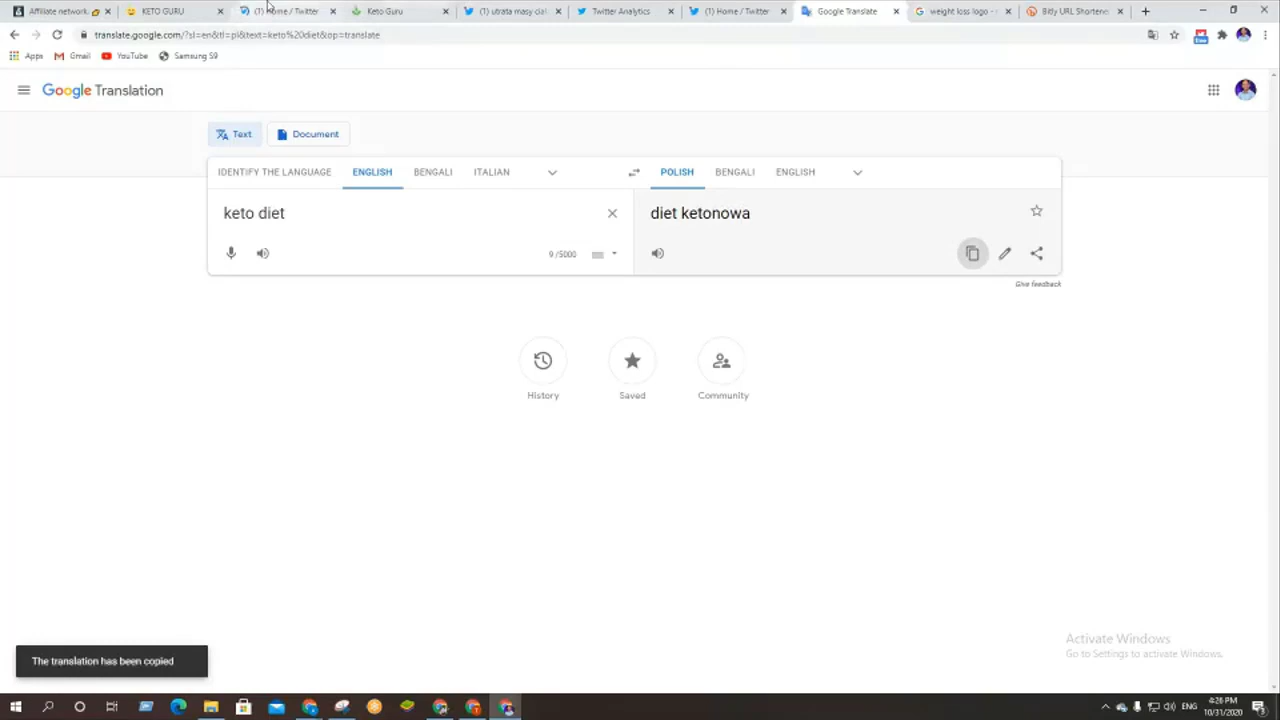 Affiliate network.
KETO GURU
(1) Home / Twitter
Keto Guru
(1) utrata masy ciał
Twitter Analytics
(1) Home / Twitter
Google Translate
weight loss logo -
Bitly URL Shortene
translate.google.com/?sl=en&tl=pl&text=keto%20diet&op=translate
Apps
Gmail
YouTube
Samsung S9
Google Translation
Text
Document
IDENTIFY THE LANGUAGE
ENGLISH
BENGALI
ITALIAN
POLISH
BENGALI
ENGLISH
keto diet
diet ketonowa
9 /5000
Give feedback
History
Saved
Community
The translation has been copied
Activate Windows
Go to Settings to activate Windows.
ENG
4:26 PM
10/31/2020